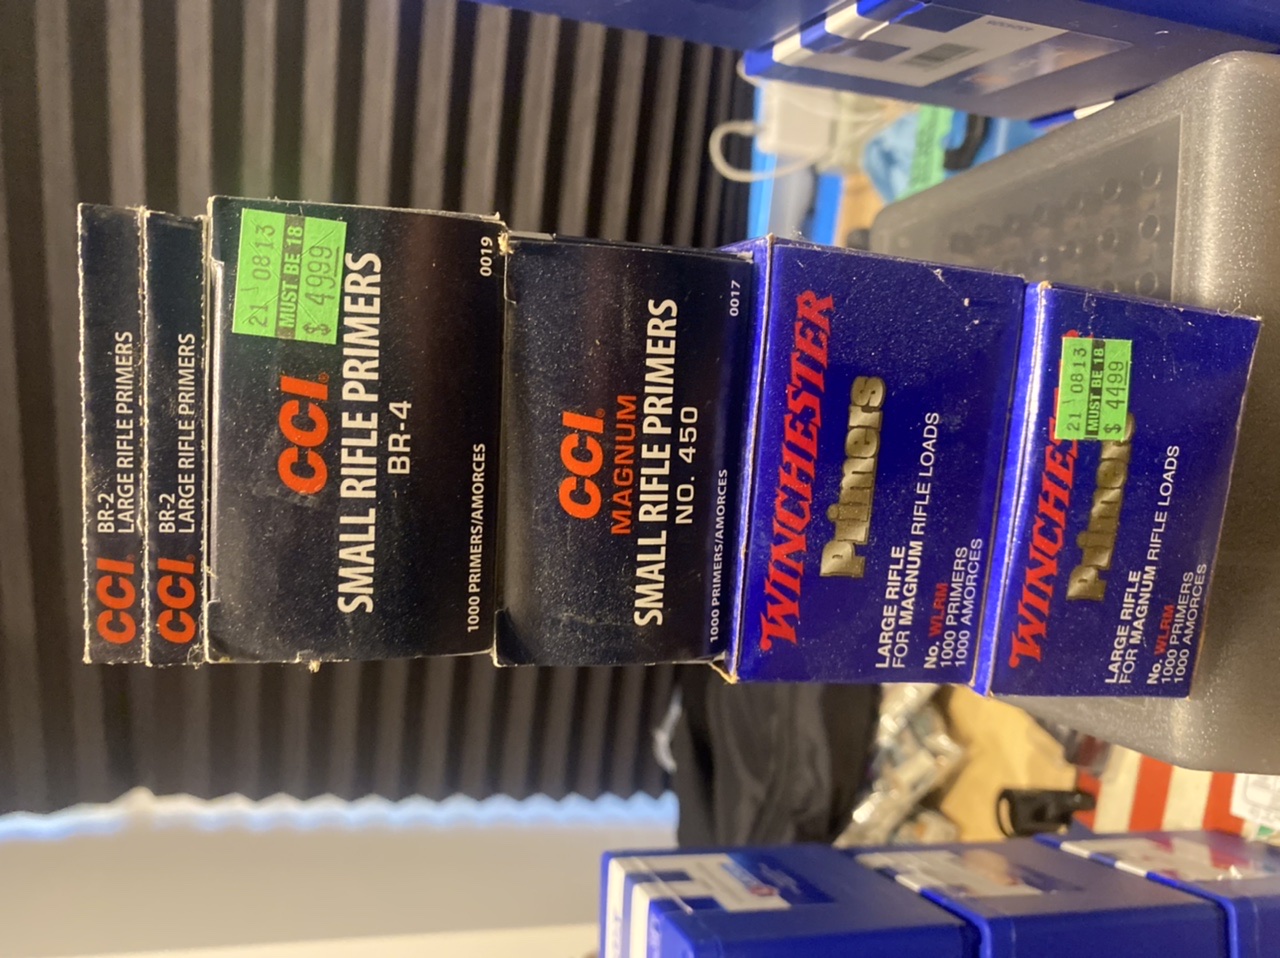 CCI BR-2
LARGE RIFLE PRIMERS
CCI BR-2
LARGE RIFLE PRIMERS
21 0813
MUST BE 18
$ 4999
CCI
SMALL RIFLE PRIMERS
BR-4
1000 PRIMERS/AMORCES 0019
CCI
MAGNUM
SMALL RIFLE PRIMERS
NO. 450
1000 PRIMERS/AMORCES 0017
WINCHESTER
Primers
LARGE RIFLE
FOR MAGNUM RIFLE LOADS
No. WLRM
1000 PRIMERS
1000 AMORCES
21 0813
MUST BE 18
$ 4499
WINCHE
Primers
LARGE RIFLE
FOR MAGNUM RIFLE LOADS
No. WLRM
1000 PRIMERS
1000 AMORCES